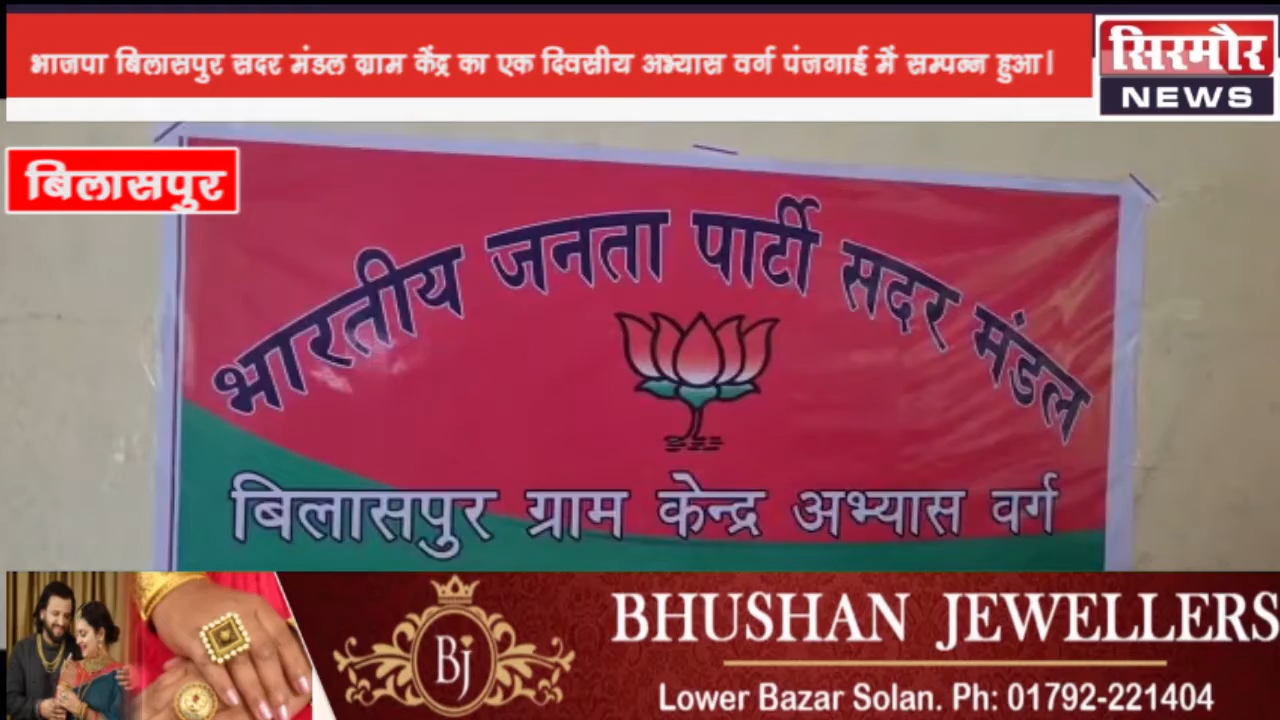 भाजपा बिलासपुर सदर मंडल ग्राम केंद्र का एक दिवसीय अभ्यास वर्ग पंजगाई में सम्पन्न हुआ।
सिरमौर
NEWS
बिलासपुर
भारतीय जनता पार्टी सदर मंडल
बिलासपुर ग्राम केन्द्र अभ्यास वर्ग
Bj
BHUSHAN JEWELLERS
Lower Bazar Solan. Ph: 01792-221404